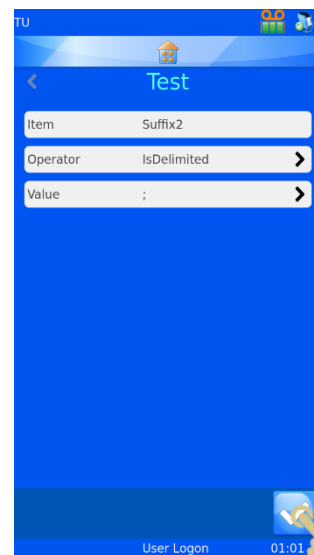 TU
Test
Item Suffix2
Operator IsDelimited
Value ;
User Logon 01:01